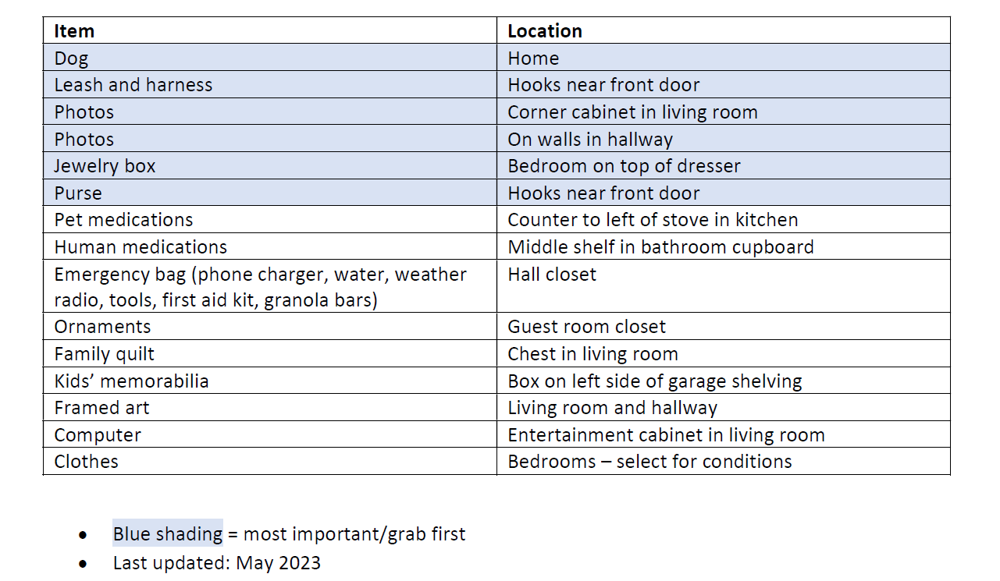 Item Location
Dog Home
Leash and harness Hooks near front door
Photos Corner cabinet in living room
Photos On walls in hallway
Jewelry box Bedroom on top of dresser
Purse Hooks near front door
Pet medications Counter to left of stove in kitchen
Human medications Middle shelf in bathroom cupboard
Emergency bag (phone charger, water, weather Hall closet
radio, tools, first aid kit, granola bars)
Ornaments Guest room closet
Family quilt Chest in living room
Kids’ memorabilia Box on left side of garage shelving
Framed art Living room and hallway
Computer Entertainment cabinet in living room
Clothes Bedrooms – select for conditions
• Blue shading = most important/grab first
• Last updated: May 2023